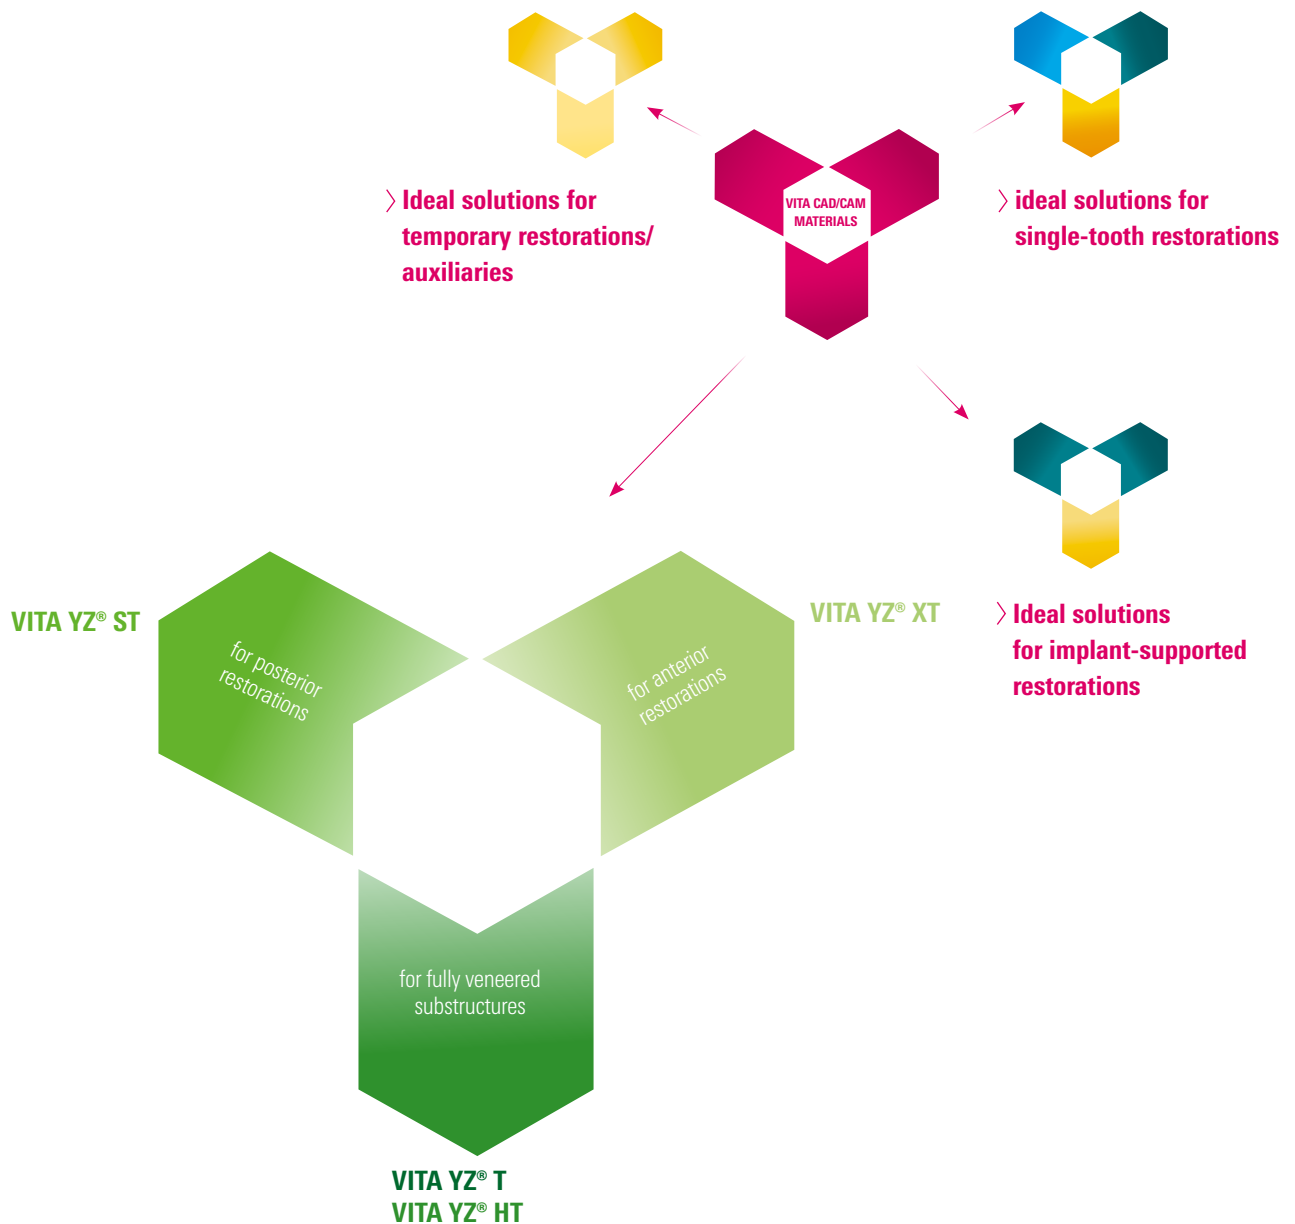 VITA CAD/CAM
MATERIALS
〉Ideal solutions for
temporary restorations/
auxiliaries
〉ideal solutions for
single-tooth restorations
〉Ideal solutions
for implant-supported
restorations
VITA YZ® ST
for posterior
restorations
VITA YZ® XT
for anterior
restorations
for fully veneered
substructures
VITA YZ® T
VITA YZ® HT